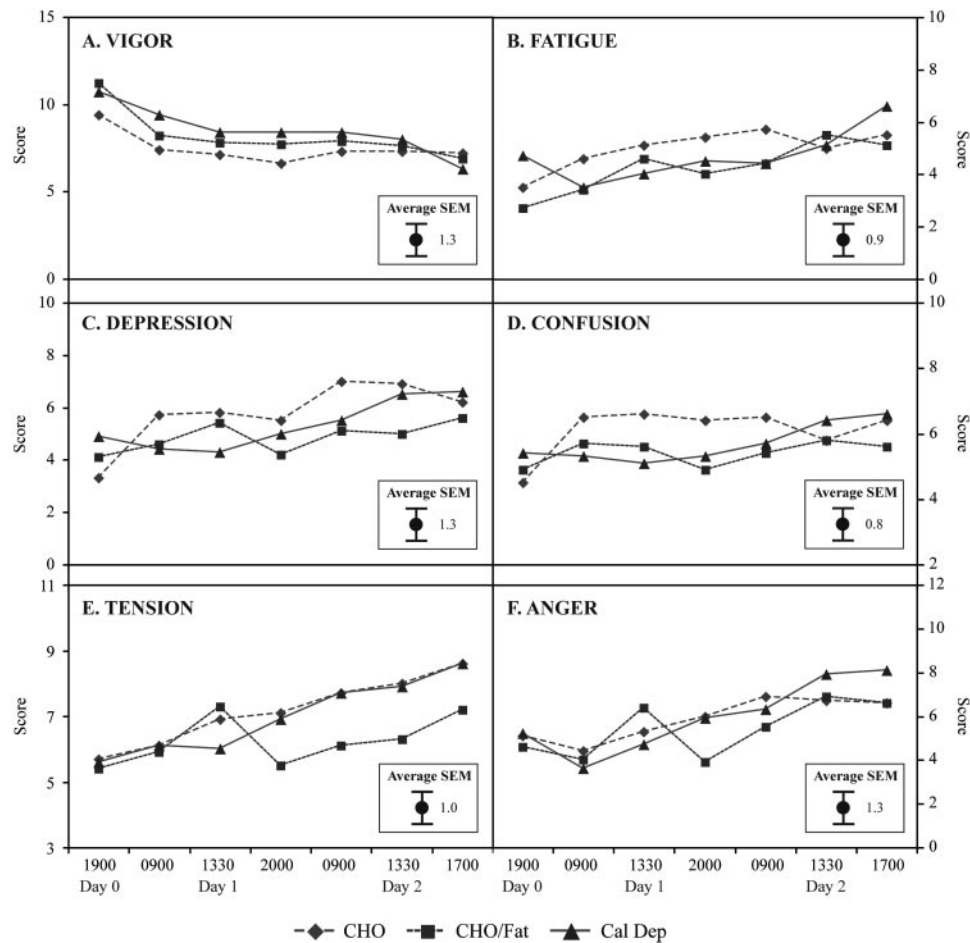 A. VIGOR
15
10
5
0
Score
Average SEM
1.3
B. FATIGUE
10
8
6
4
2
0
Score
Average SEM
0.9
C. DEPRESSION
10
8
6
4
2
0
Score
Average SEM
1.3
D. CONFUSION
10
8
6
4
2
Score
Average SEM
0.8
E. TENSION
11
9
7
5
3
Score
Average SEM
1.0
F. ANGER
12
10
8
6
4
2
0
Score
Average SEM
1.3
1900 0900 1330 2000 0900 1330 1700
Day 0 Day 1 Day 2
1900 0900 1330 2000 0900 1330 1700
Day 0 Day 1 Day 2
CHO CHO/Fat Cal Dep